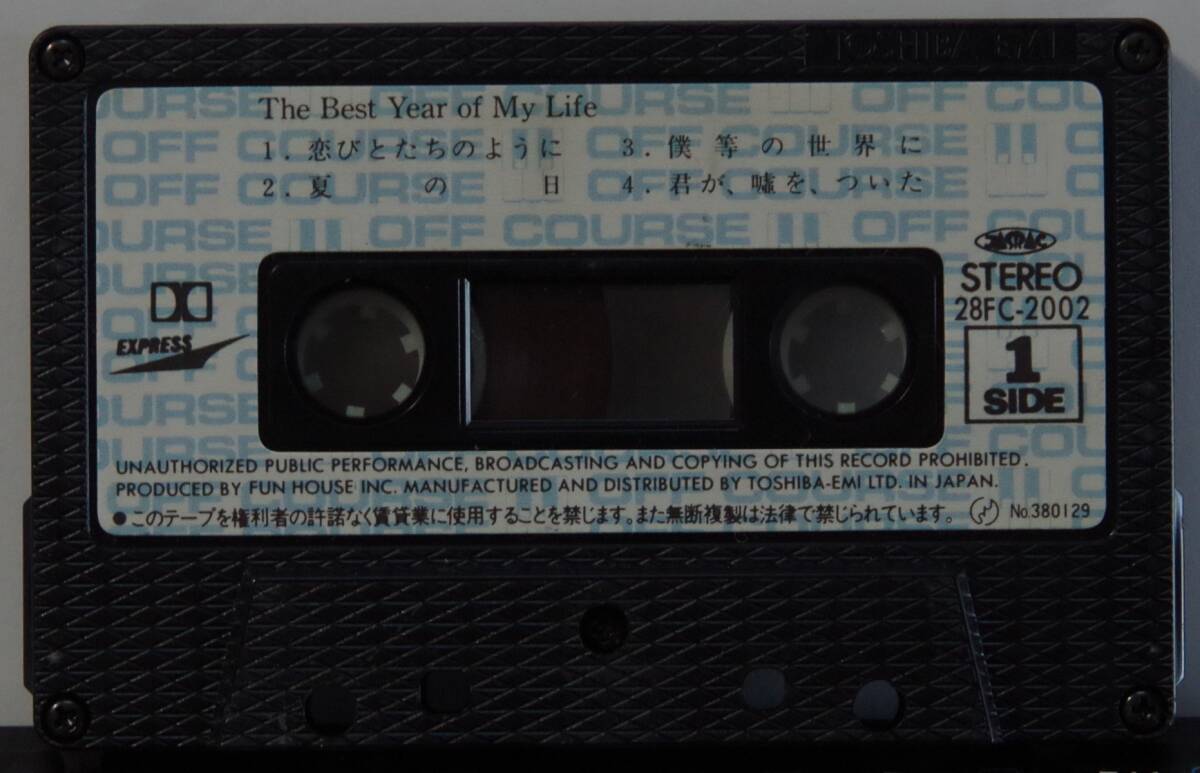 TOSHIBA EMI
OURSE OFF COURSE OFF COU
The Best Year of My Life
OFF COURSE OFF COURSE
1. 恋びとたちのように 3. 僕等の世界に
OFF COURSE OFF COURSE O
2. 夏の日 4. 君が、嘘を、ついた
OURSE OFF COURSE OFF COU
JASRAC
STEREO
28FC-2002
EXPRESS
1
SIDE
UNAUTHORIZED PUBLIC PERFORMANCE, BROADCASTING AND COPYING OF THIS RECORD PROHIBITED.
PRODUCED BY FUN HOUSE INC. MANUFACTURED AND DISTRIBUTED BY TOSHIBA-EMI LTD. IN JAPAN.
●このテープを権利者の許諾なく賃貸業に使用することを禁じます。また無断複製は法律で禁じられています。 No.380129